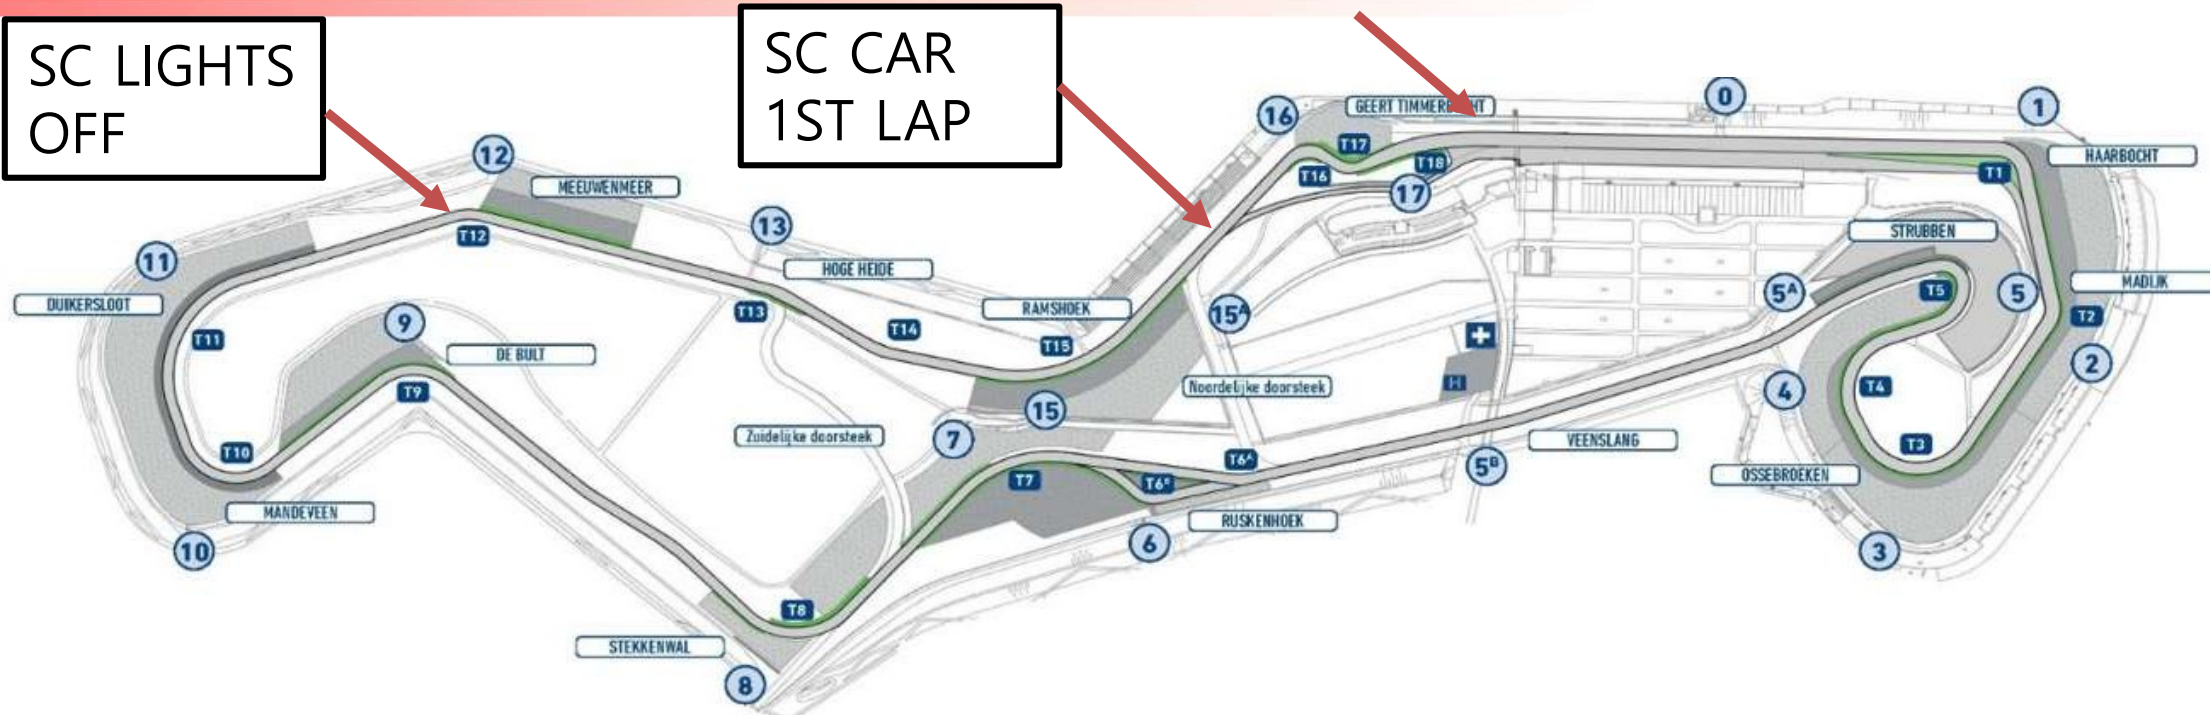 SC LIGHTS
OFF
SC CAR
1ST LAP
16
GEERT TIMMERBOCHT
0
1
12
T17
HAARBOCHT
MEEUWENMEER
T16
T18
T1
17
13
T12
STRUBBEN
11
HOGE HEIDE
MADIJK
DUIKERSLOOT
9
T13
RAMSHOEK
15A
5A
T5
5
T2
T11
T14
T15
DE BULT
2
T9
Noordelijke doorsteek
H
4
T4
15
Zuidelijke doorsteek
7
VEENSLANG
T3
T10
T6A
5B
OSSEBROEKEN
T7
T6B
MANDEVEEN
RUSKENHOEK
10
6
3
T8
STEKKENWAL
8